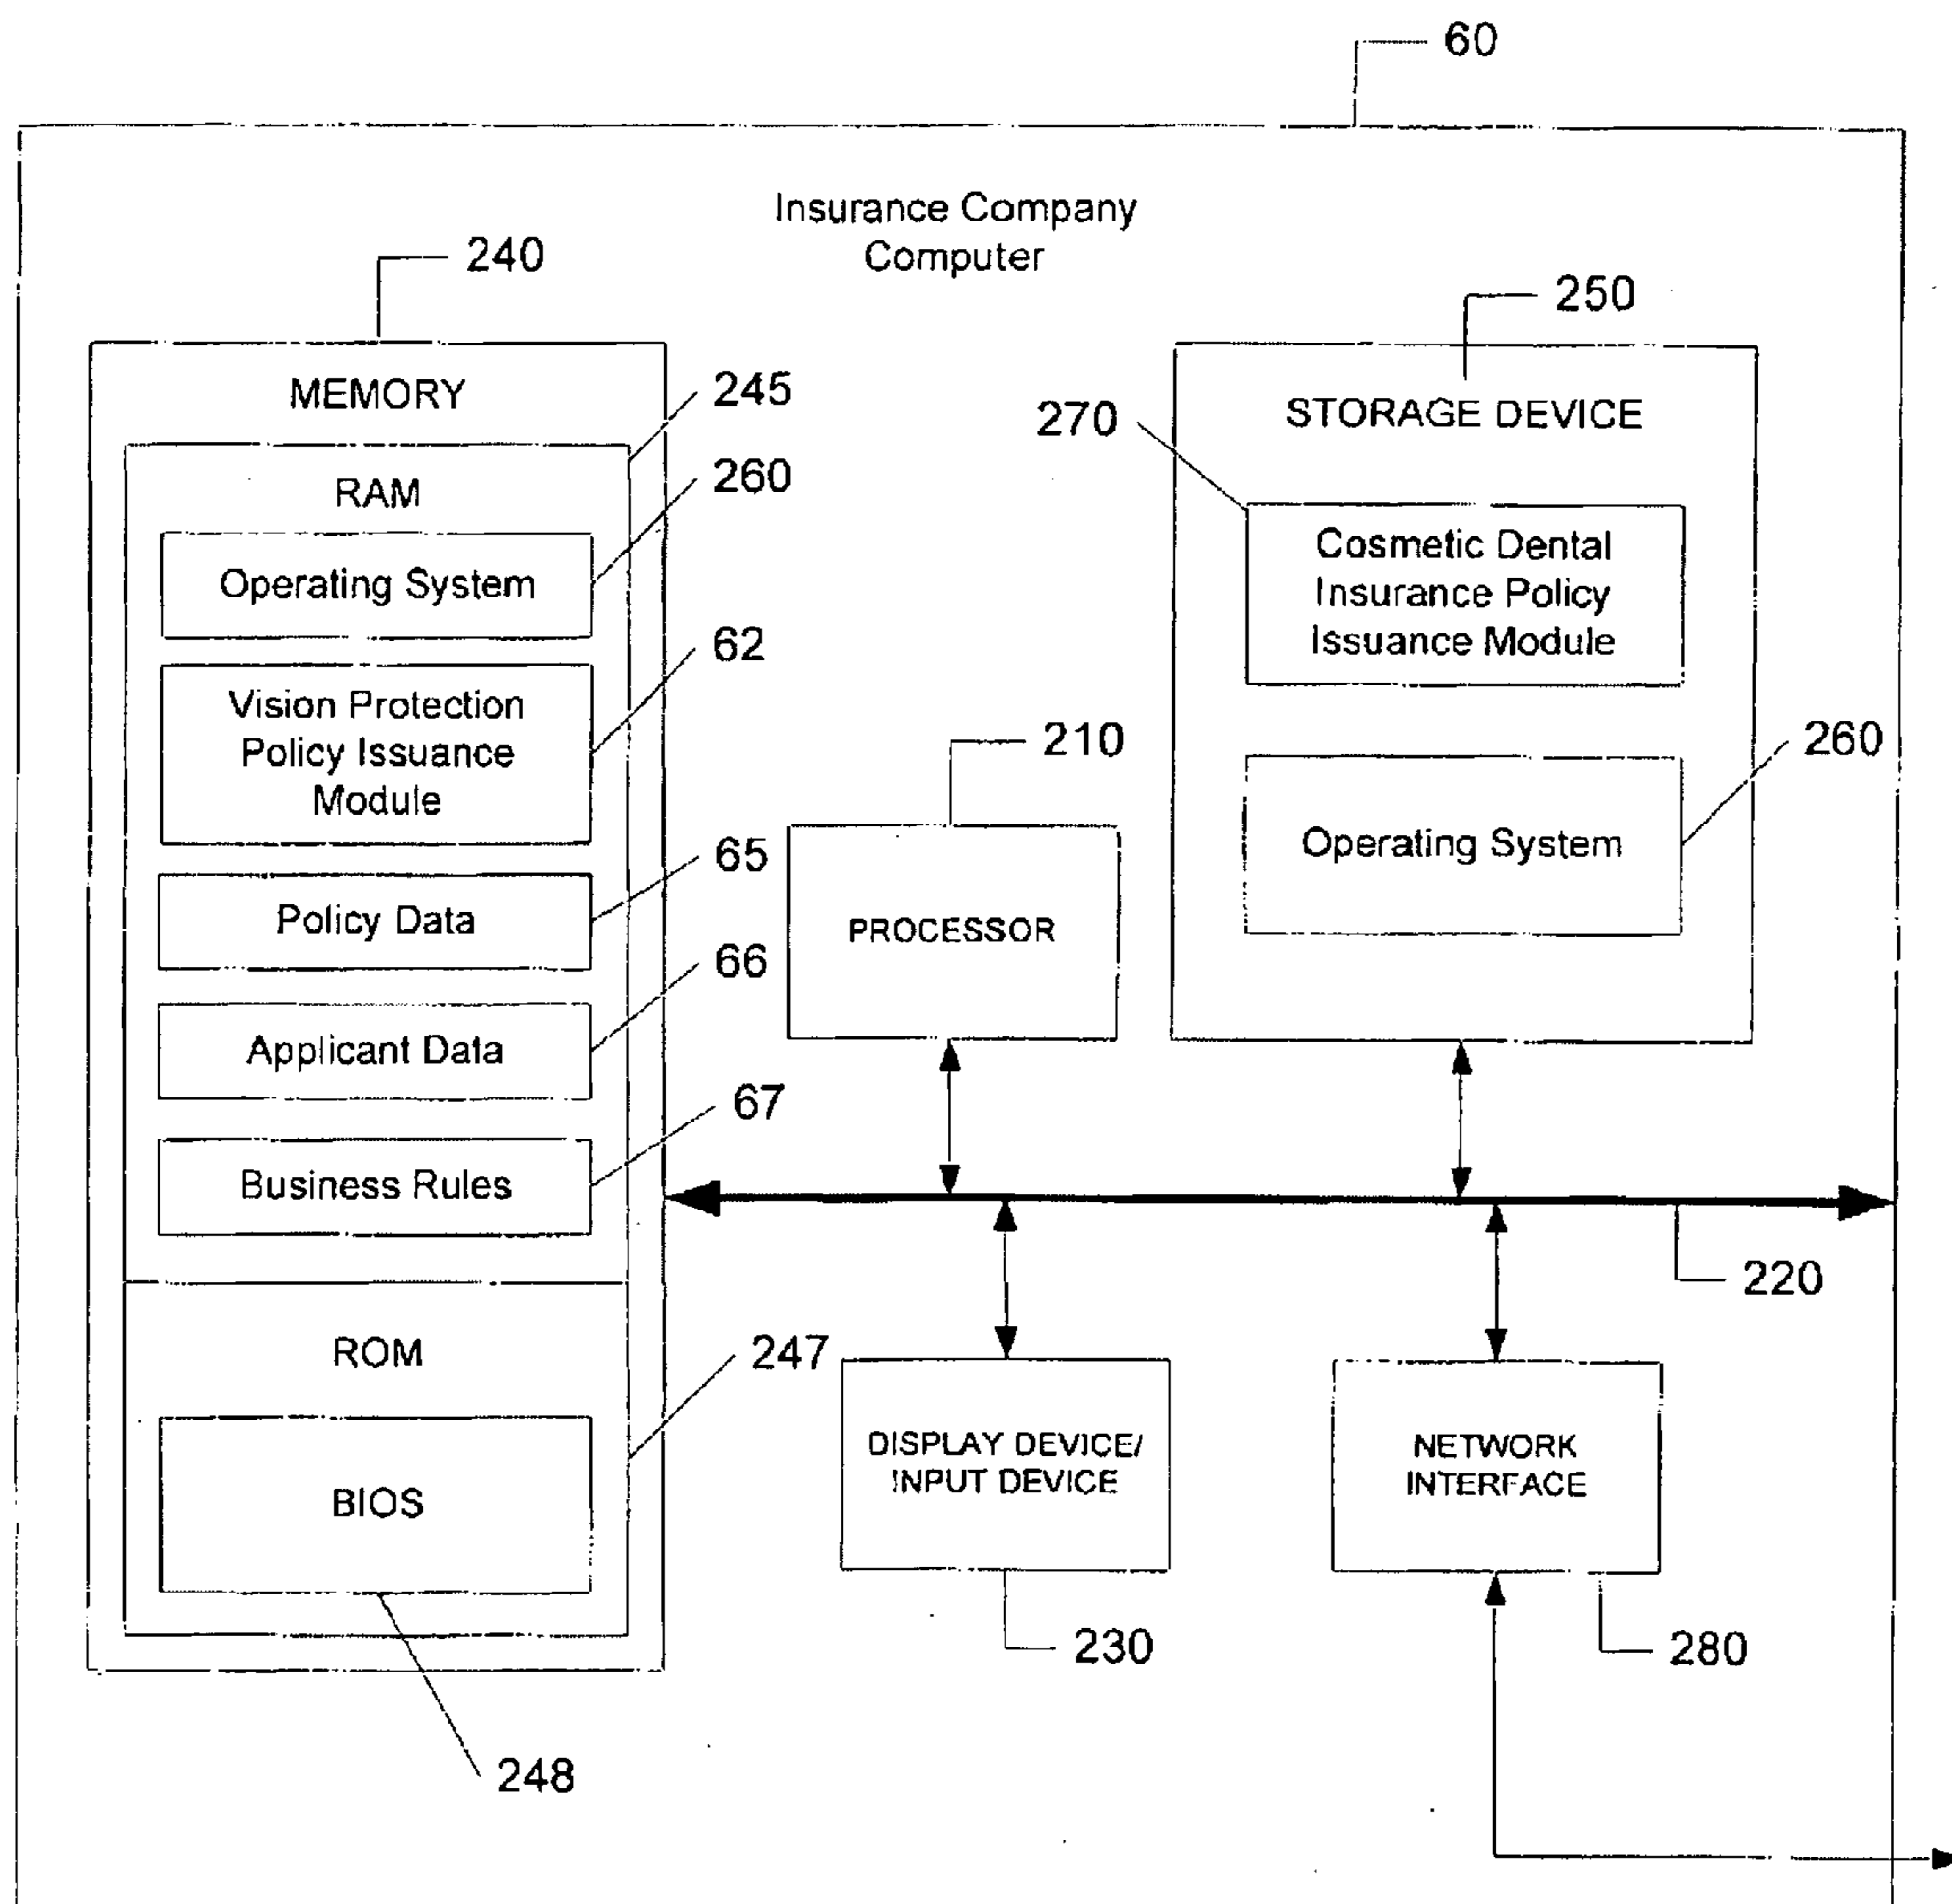 60
Insurance Company
Computer
240
250
MEMORY
245
STORAGE DEVICE
270
RAM
260
Operating System
Cosmetic Dental
Insurance Policy
Issuance Module
62
Vision Protection
Policy Issuance
Module
210
260
Operating System
65
Policy Data
PROCESSOR
66
Applicant Data
67
Business Rules
220
ROM
247
DISPLAY DEVICE/
INPUT DEVICE
NETWORK
INTERFACE
BIOS
230
280
248